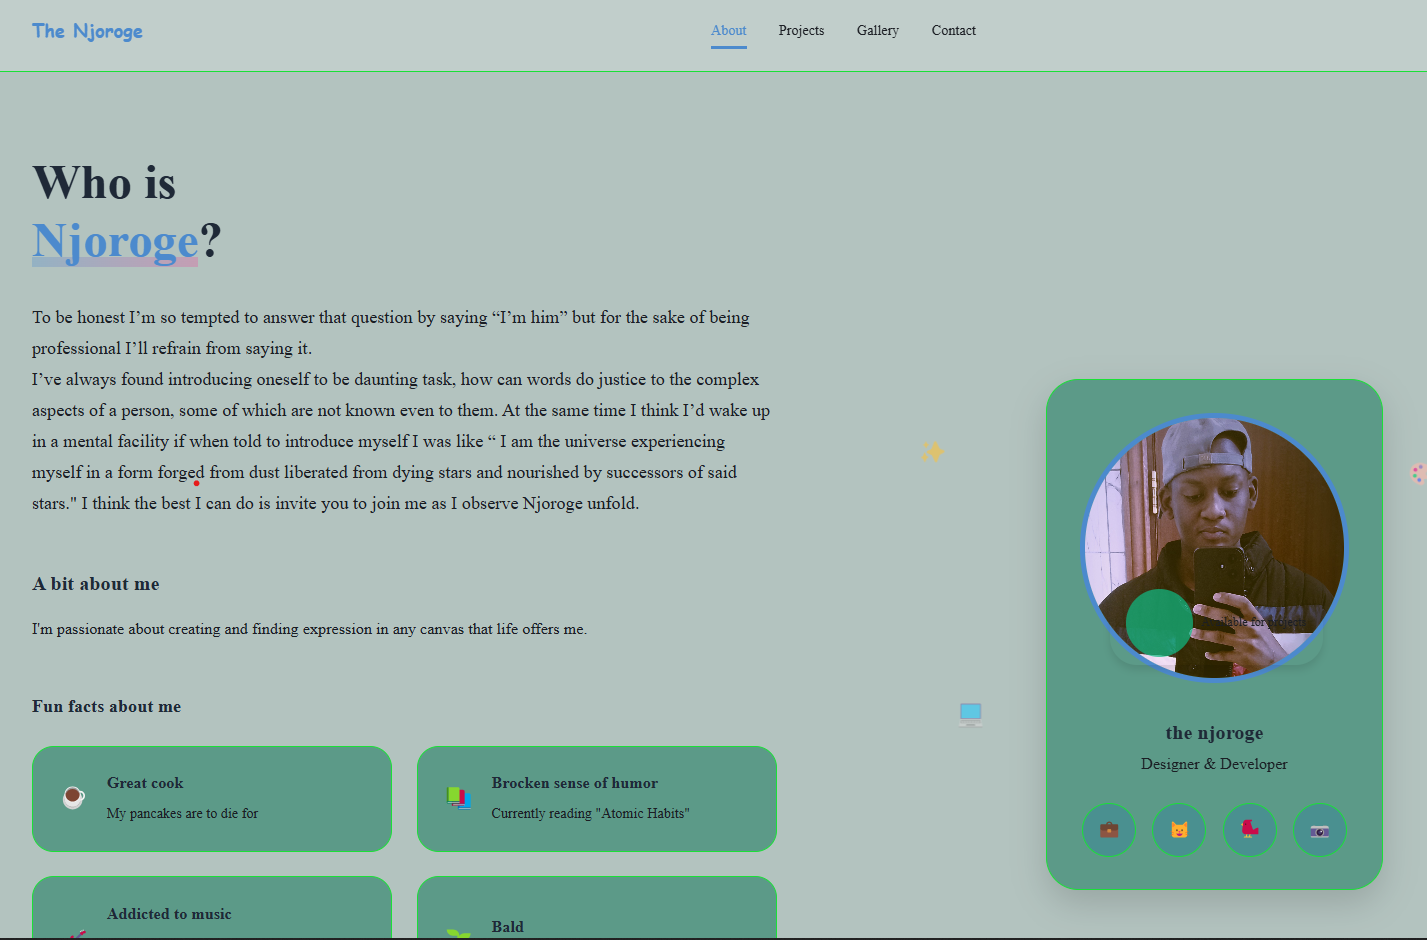 The Njoroge
About
Projects
Gallery
Contact
Who is
Njoroge?
To be honest I’m so tempted to answer that question by saying “I’m him” but for the sake of being
professional I’ll refrain from saying it.
I’ve always found introducing oneself to be daunting task, how can words do justice to the complex
aspects of a person, some of which are not known even to them. At the same time I think I’d wake up
in a mental facility if when told to introduce myself I was like “ I am the universe experiencing
myself in a form forged from dust liberated from dying stars and nourished by successors of said
stars." I think the best I can do is invite you to join me as I observe Njoroge unfold.
A bit about me
I'm passionate about creating and finding expression in any canvas that life offers me.
Fun facts about me
Great cook
My pancakes are to die for
Brocken sense of humor
Currently reading "Atomic Habits"
Addicted to music
Bald
Available for projects
the njoroge
Designer & Developer